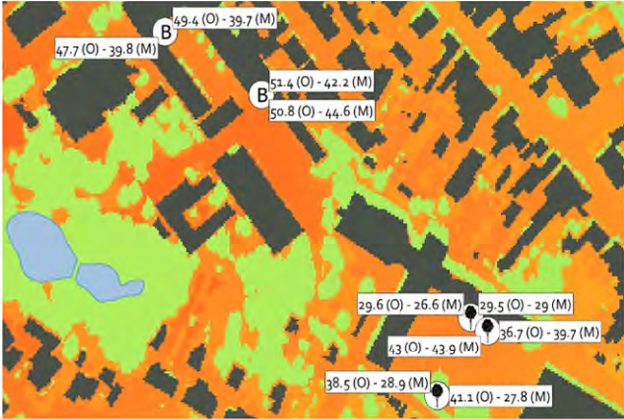 49.4 (O) - 39.7 (M)
B
47.7 (O) - 39.8 (M)
51.4 (O) - 42.2 (M)
B
50.8 (O) - 44.6 (M)
29.6 (O) - 26.6 (M)
29.5 (O) - 29 (M)
36.7 (O) - 39.7 (M)
43 (O) - 43.9 (M)
38.5 (O) - 28.9 (M)
41.1 (O) - 27.8 (M)